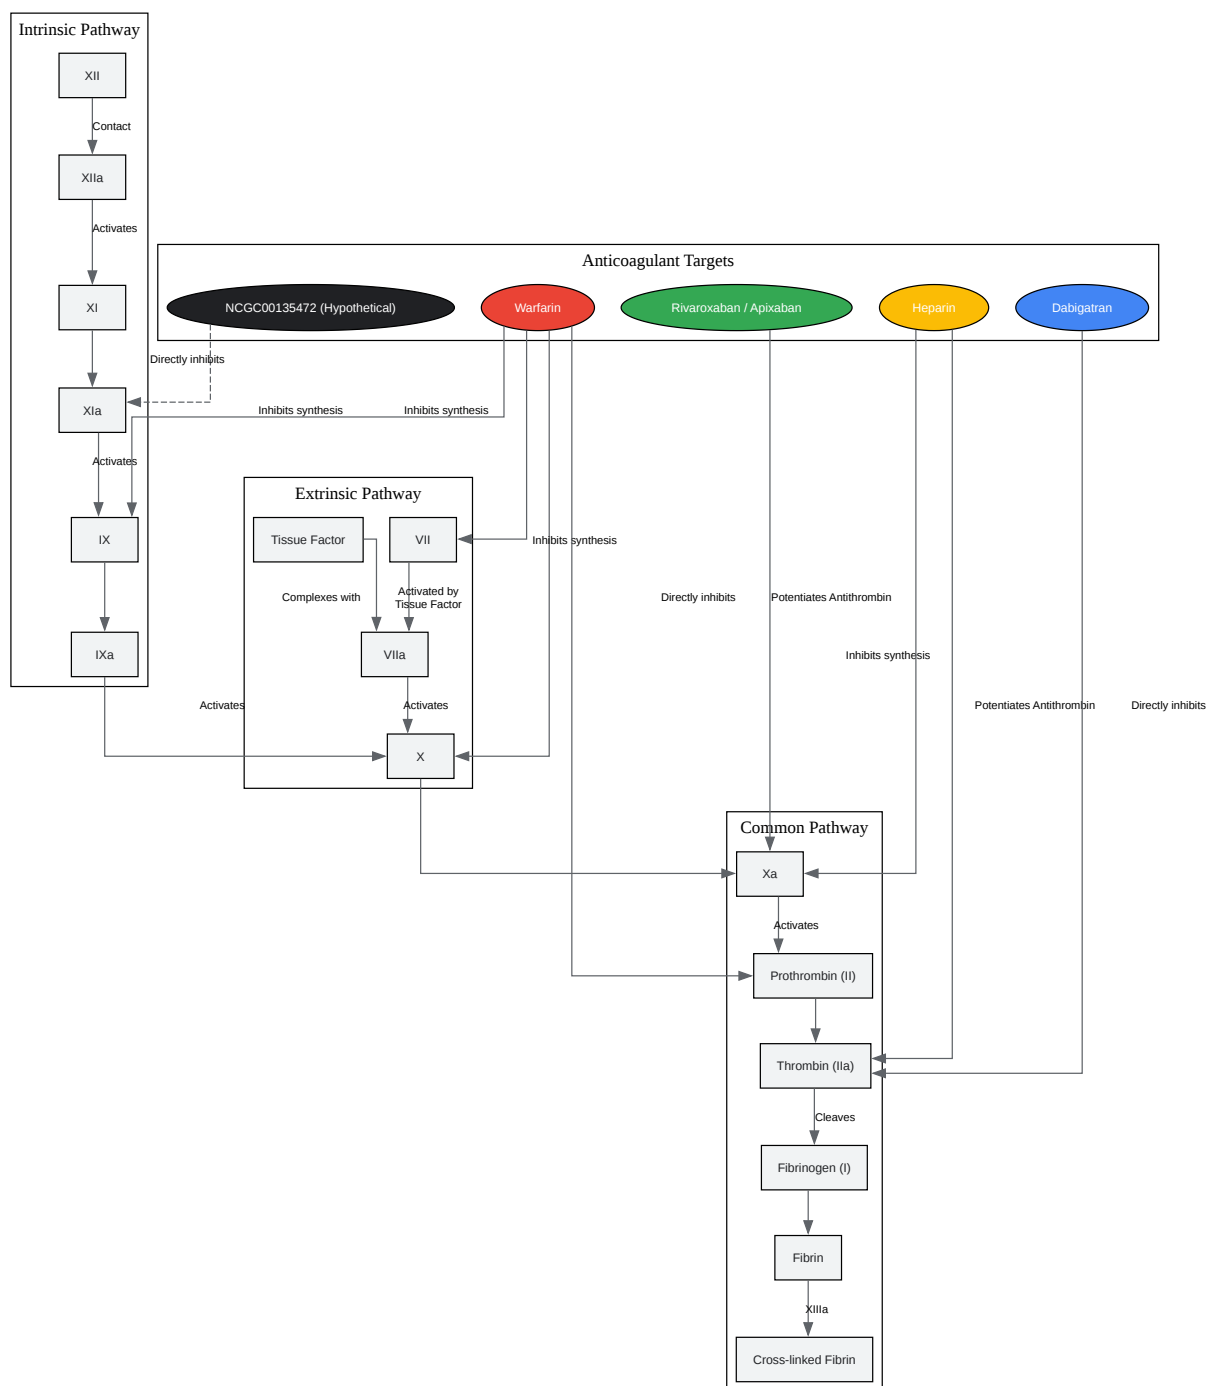 Intrinsic Pathway
XII
Contact
XIIa
Activates
XI
XIa
Activates
IX
IXa
Activates
Anticoagulant Targets
NCGC00135472 (Hypothetical)
Warfarin
Rivaroxaban / Apixaban
Heparin
Dabigatran
Directly inhibits
Inhibits synthesis
Inhibits synthesis
Extrinsic Pathway
Tissue Factor
VII
Inhibits synthesis
Complexes with
Activated by
Tissue Factor
Directly inhibits
Potentiates Antithrombin
VIIa
Inhibits synthesis
Activates
Potentiates Antithrombin
Directly inhibits
X
Common Pathway
Xa
Activates
Prothrombin (II)
Thrombin (IIa)
Cleaves
Fibrinogen (I)
Fibrin
XIIIa
Cross-linked Fibrin